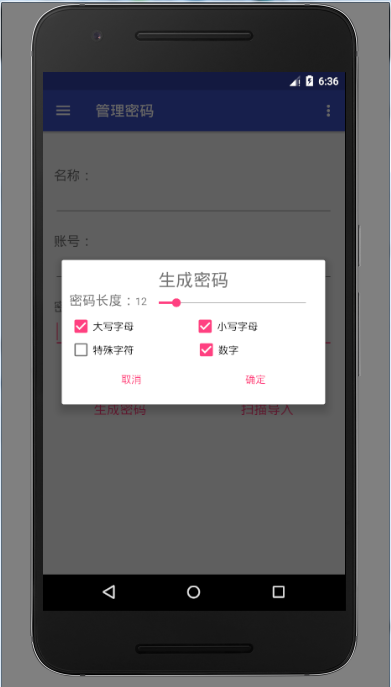 6:36
管理密码
名称：
账号：
生成密码
密码长度：12
大写字母 小写字母
特殊字符 数字
取消 确定
生成密码 扫描导入